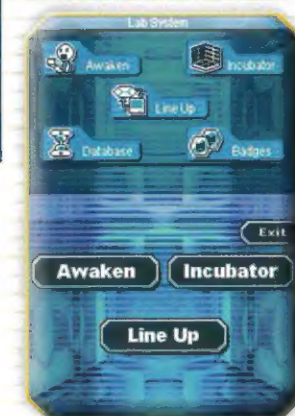 Lab System
Awaken Incubator
Line Up
Database Badges
Exit
Awaken Incubator
Line Up